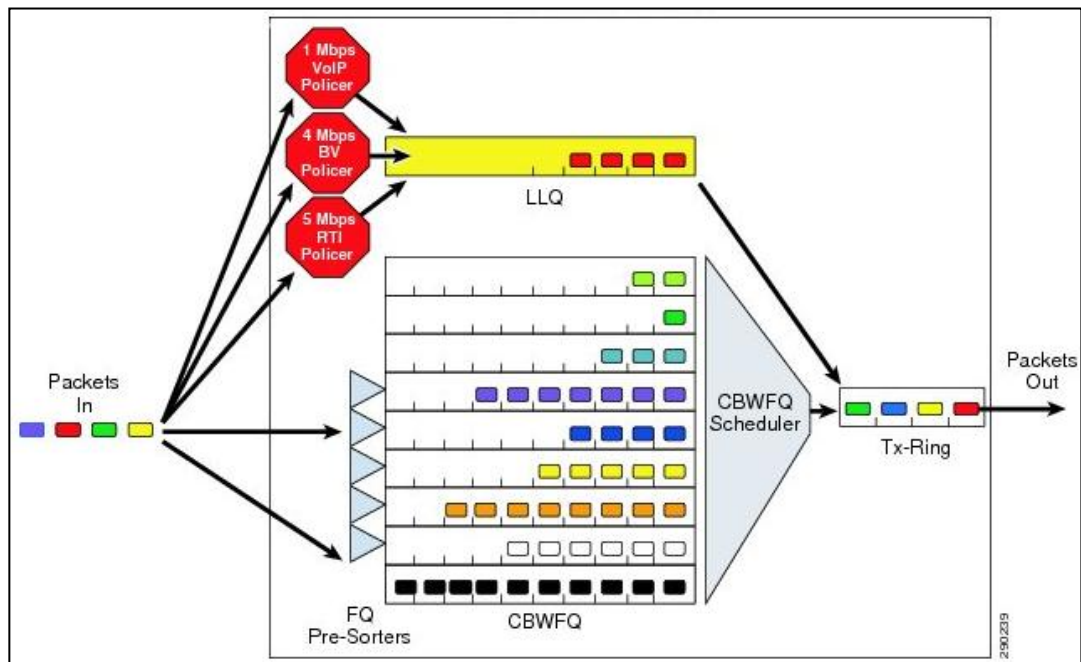 1 Mbps
VoIP
Policer
4 Mbps
BV
Policer
5 Mbps
RTI
Policer
LLQ
Packets
In
CBWFQ
Scheduler
Packets
Out
Tx-Ring
FQ
Pre-Sorters
CBWFQ
290239